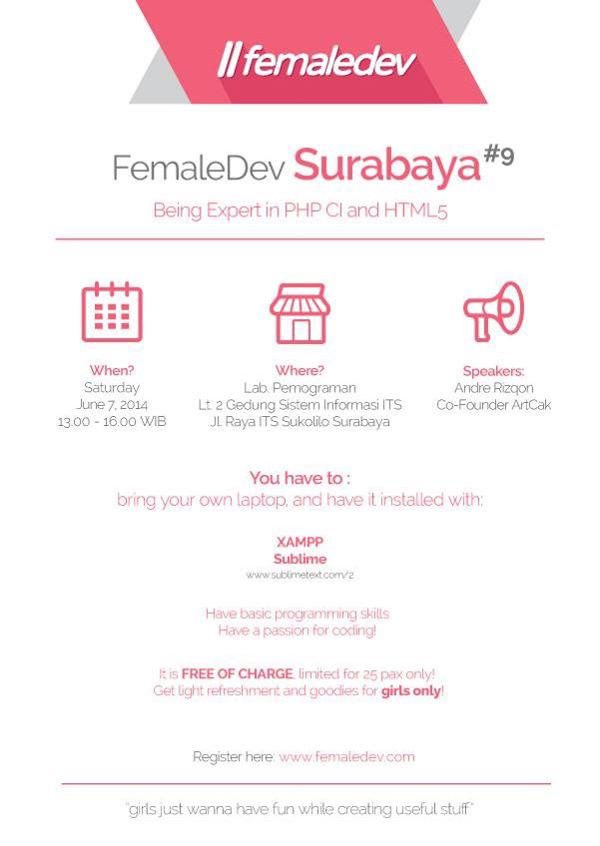 //femaledev
FemaleDev Surabaya #9
Being Expert in PHP CI and HTML5
When?
Saturday
June 7, 2014
13.00 - 16.00 WIB
Where?
Lab. Pemograman
Lt. 2 Gedung Sistem Informasi ITS
Jl. Raya ITS Sukolilo Surabaya
Speakers:
Andre Rizqon
Co-Founder ArtCak
You have to :
bring your own laptop, and have it installed with:
XAMPP
Sublime
www.sublimetext.com/2
Have basic programming skills
Have a passion for coding!
It is FREE OF CHARGE, limited for 25 pax only!
Get light refreshment and goodies for girls only!
Register here: www.femaledev.com
"girls just wanna have fun while creating useful stuff"